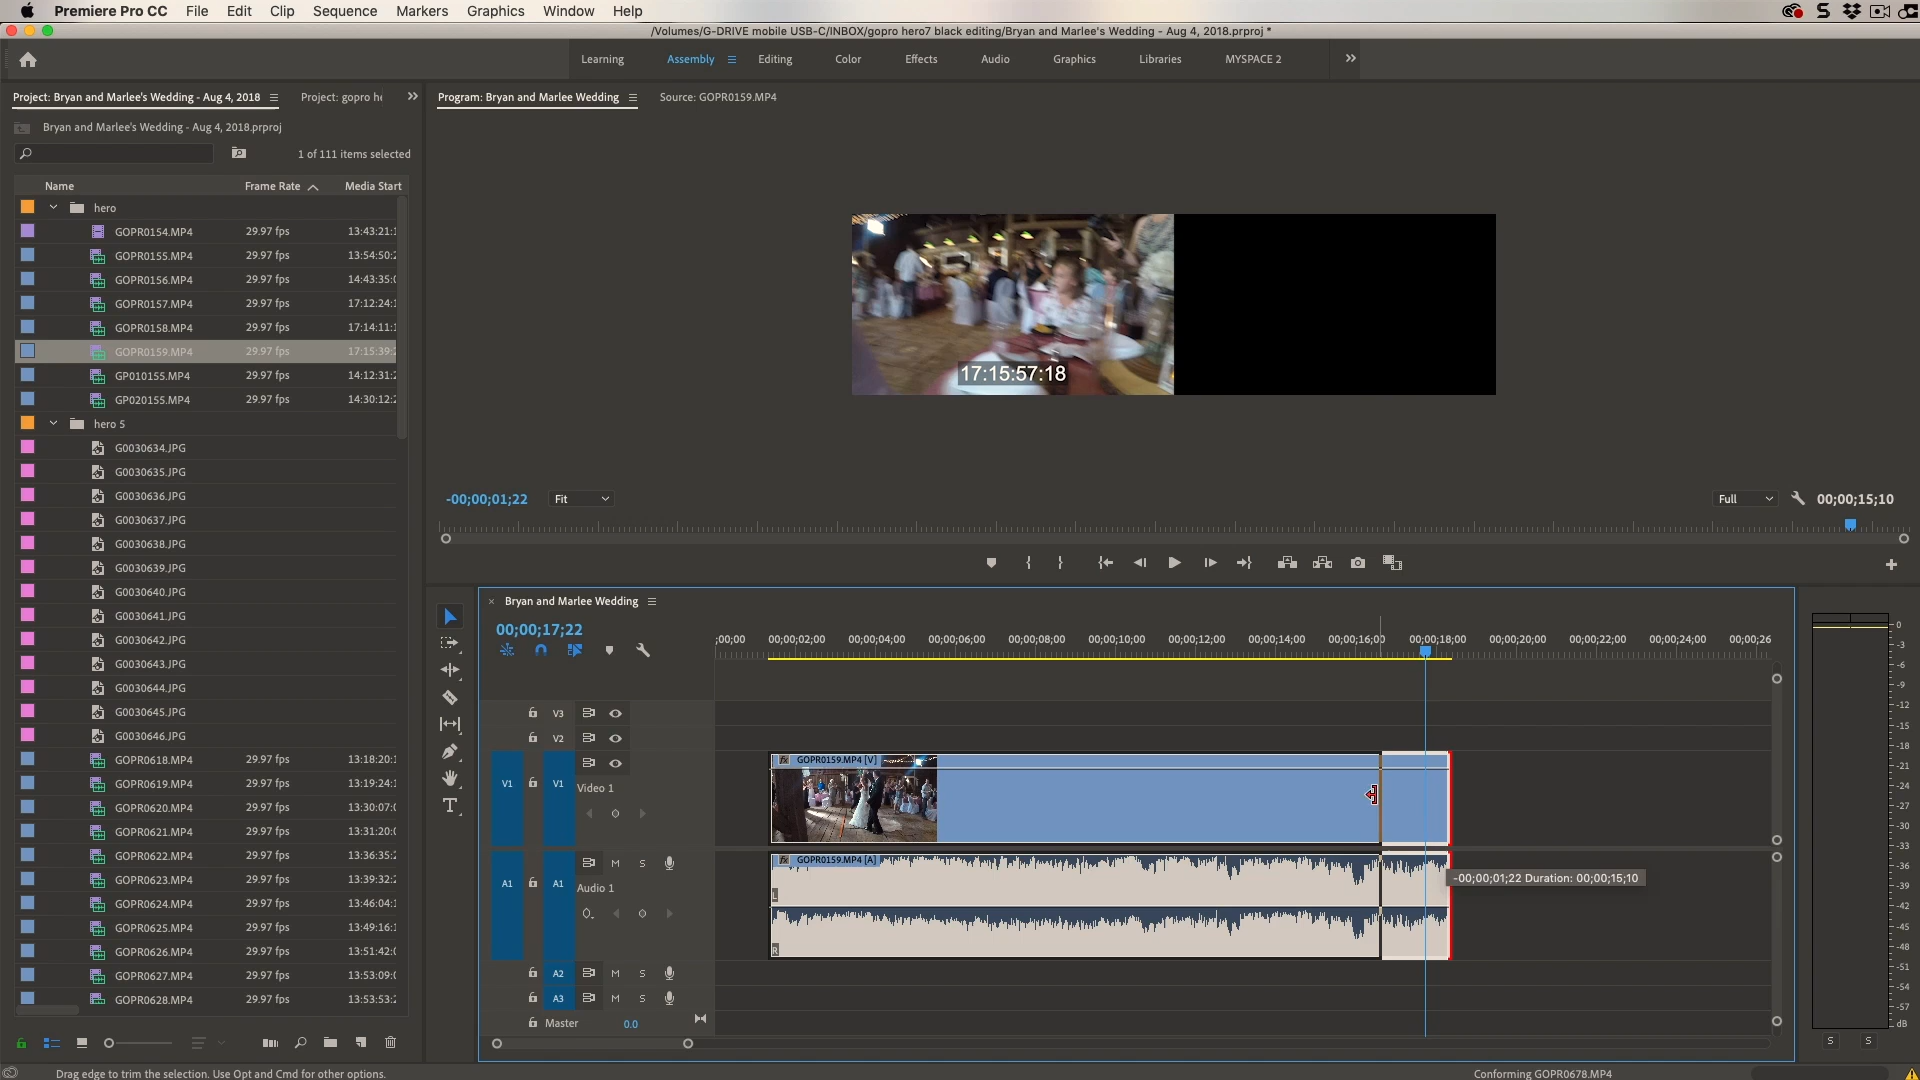 Premiere Pro CC File Edit Clip Sequence Markers Graphics Window Help
/Volumes/G-DRIVE mobile USB-C/INBOX/gopro hero7 black editing/Bryan and Marlee's Wedding - Aug 4, 2018.prproj *
Learning Assembly Editing Color Effects Audio Graphics Libraries MYSPACE 2
Project: Bryan and Marlee's Wedding - Aug 4, 2018 Project: gopro he
Program: Bryan and Marlee Wedding Source: GOPR0159.MP4
Bryan and Marlee's Wedding - Aug 4, 2018.prproj
1 of 111 items selected
Name Frame Rate Media Start
hero
GOPR0154.MP4 29.97 fps 13:43:21:1
GOPR0155.MP4 29.97 fps 13:54:50:2
GOPR0156.MP4 29.97 fps 14:43:35:0
GOPR0157.MP4 29.97 fps 17:12:24:1
GOPR0158.MP4 29.97 fps 17:14:11:1
GOPR0159.MP4 29.97 fps 17:15:39:2
GP010155.MP4 29.97 fps 14:12:31:2
GP020155.MP4 29.97 fps 14:30:12:2
hero 5
G0030634.JPG
G0030635.JPG
G0030636.JPG
G0030637.JPG
G0030638.JPG
G0030639.JPG
G0030640.JPG
G0030641.JPG
G0030642.JPG
G0030643.JPG
G0030644.JPG
G0030645.JPG
G0030646.JPG
GOPR0618.MP4 29.97 fps 13:18:20:1
GOPR0619.MP4 29.97 fps 13:19:24:1
GOPR0620.MP4 29.97 fps 13:30:07:0
GOPR0621.MP4 29.97 fps 13:31:20:0
GOPR0622.MP4 29.97 fps 13:36:35:2
GOPR0623.MP4 29.97 fps 13:39:32:2
GOPR0624.MP4 29.97 fps 13:46:04:1
GOPR0625.MP4 29.97 fps 13:49:16:1
GOPR0626.MP4 29.97 fps 13:51:42:0
GOPR0627.MP4 29.97 fps 13:53:09:0
GOPR0628.MP4 29.97 fps 13:53:53:2
17:15:57:18
-00;00;01;22 Fit Full 00;00;15;10
Bryan and Marlee Wedding
00;00;17;22
;00;00 00;00;02;00 00;00;04;00 00;00;06;00 00;00;08;00 00;00;10;00 00;00;12;00 00;00;14;00 00;00;16;00 00;00;18;00 00;00;20;00 00;00;22;00 00;00;24;00 00;00;26
V3
V2
V1 V1 Video 1
GOPR0159.MP4 [V]
A1 A1 M S Audio 1
GOPR0159.MP4 [A]
L
R
-00;00;01;22 Duration: 00;00;15;10
A2 M S
A3 M S
Master 0.0
0
-3
-6
-9
-12
-15
-18
-21
-24
-27
-30
-33
-36
-39
-42
-45
-48
-51
-54
-57
dB
S S
Drag edge to trim the selection. Use Opt and Cmd for other options.
Conforming GOPR0678.MP4